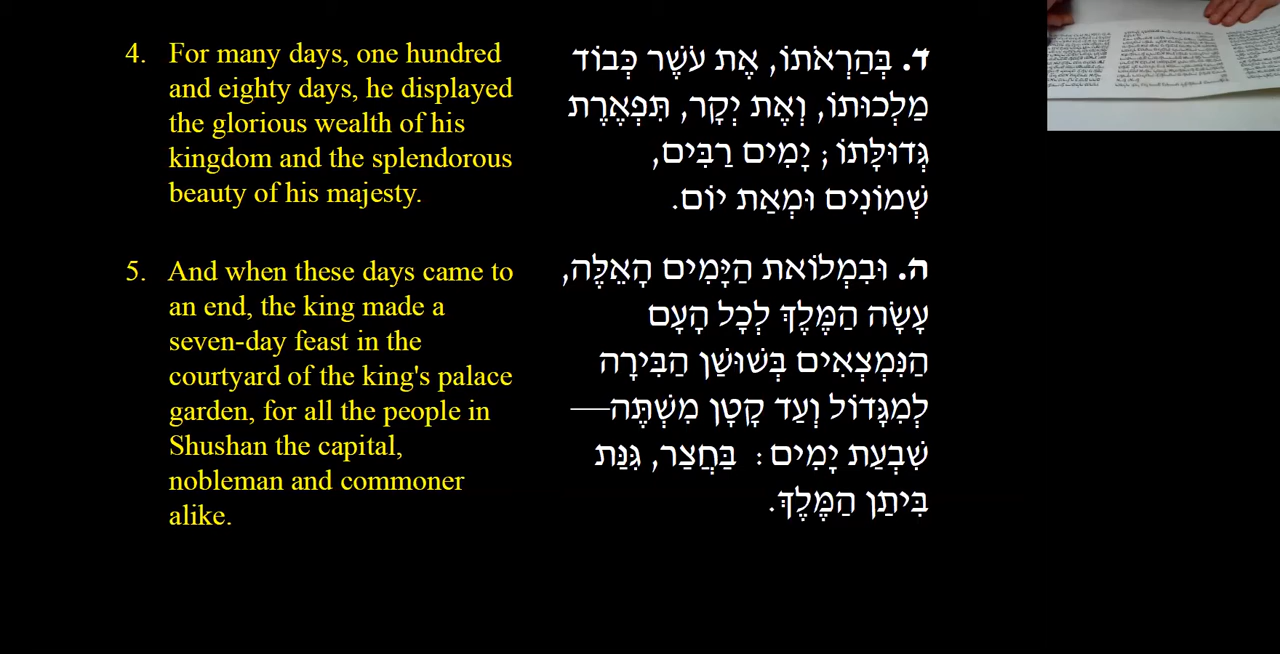 4. For many days, one hundred
and eighty days, he displayed
the glorious wealth of his
kingdom and the splendorous
beauty of his majesty.
ד. בְּהַרְאֹתוֹ, אֶת עֹשֶׁר כְּבוֹד
מַלְכוּתוֹ, וְאֶת יְקָר, תִּפְאֶרֶת
גְּדוּלָּתוֹ; יָמִים רַבִּים,
שְׁמוֹנִים וּמְאַת יוֹם.
5. And when these days came to
an end, the king made a
seven-day feast in the
courtyard of the king's palace
garden, for all the people in
Shushan the capital,
nobleman and commoner
alike.
ה. וּבִמְלוֹאת הַיָּמִים הָאֵלֶּה,
עָשָׂה הַמֶּלֶךְ לְכָל הָעָם
הַנִּמְצְאִים בְּשׁוּשַׁן הַבִּירָה
לְמִגָּדוֹל וְעַד קָטָן מִשְׁתֶּה—
שִׁבְעַת יָמִים: בַּחֲצַר, גִּנַּת
בִּיתַן הַמֶּלֶךְ.